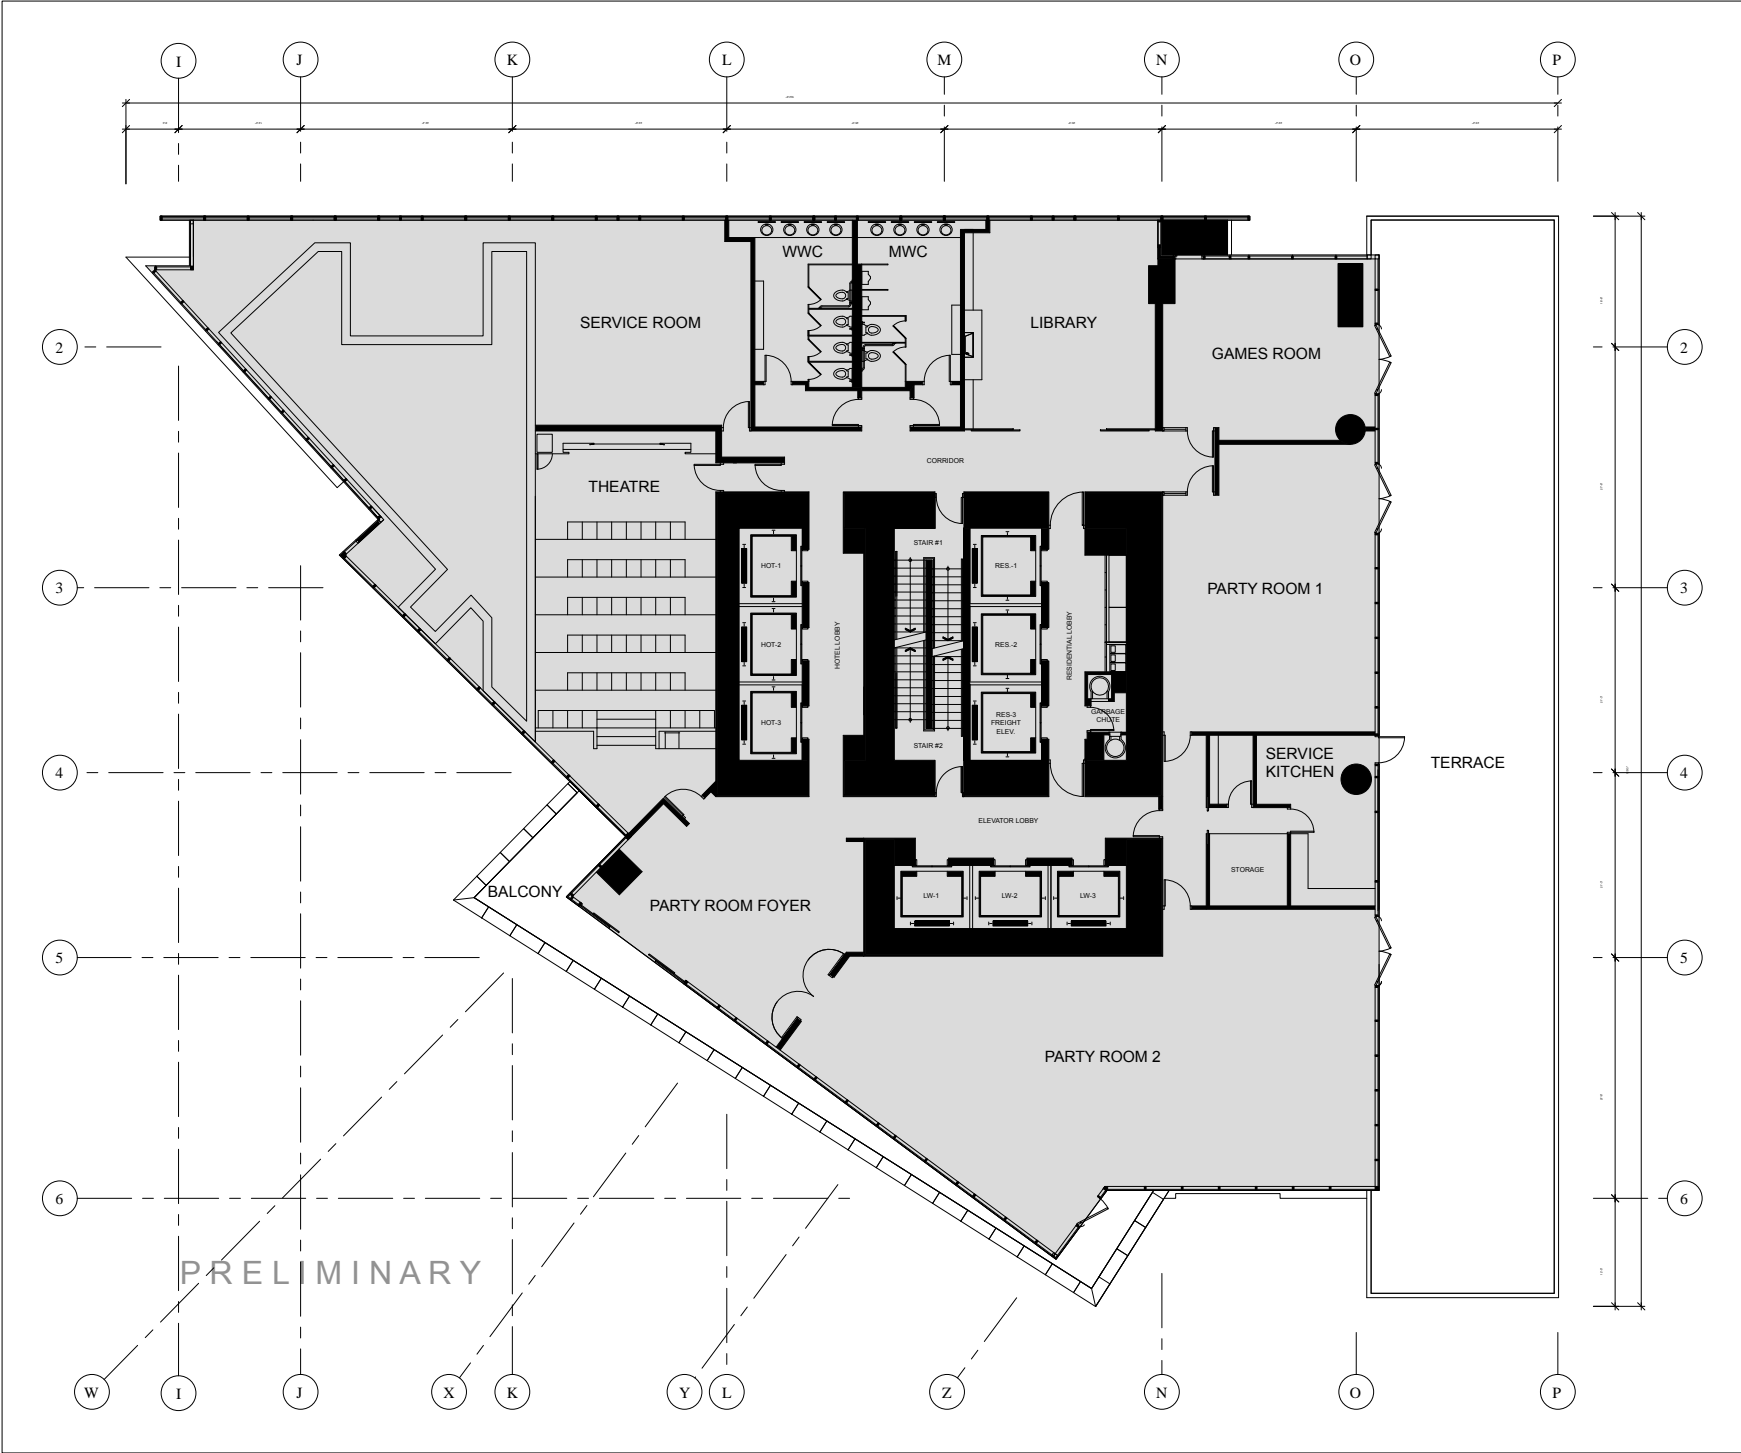 I J K L M N O P
WWC
MWC
SERVICE ROOM
LIBRARY
2
GAMES ROOM
2
CORRIDOR
THEATRE
STAIR #1
HOT-1
RES.-1
3
PARTY ROOM 1
3
HOT-2
HOTEL LOBBY
RES.-2
RESIDENTIAL LOBBY
HOT-3
RES-3
FREIGHT
ELEV.
GARBAGE
CHUTE
STAIR #2
SERVICE
KITCHEN
TERRACE
4
4
ELEVATOR LOBBY
STORAGE
BALCONY
PARTY ROOM FOYER
LW-1
LW-2
LW-3
5
5
PARTY ROOM 2
6
6
PRELIMINARY
W I J X K Y L Z N O P